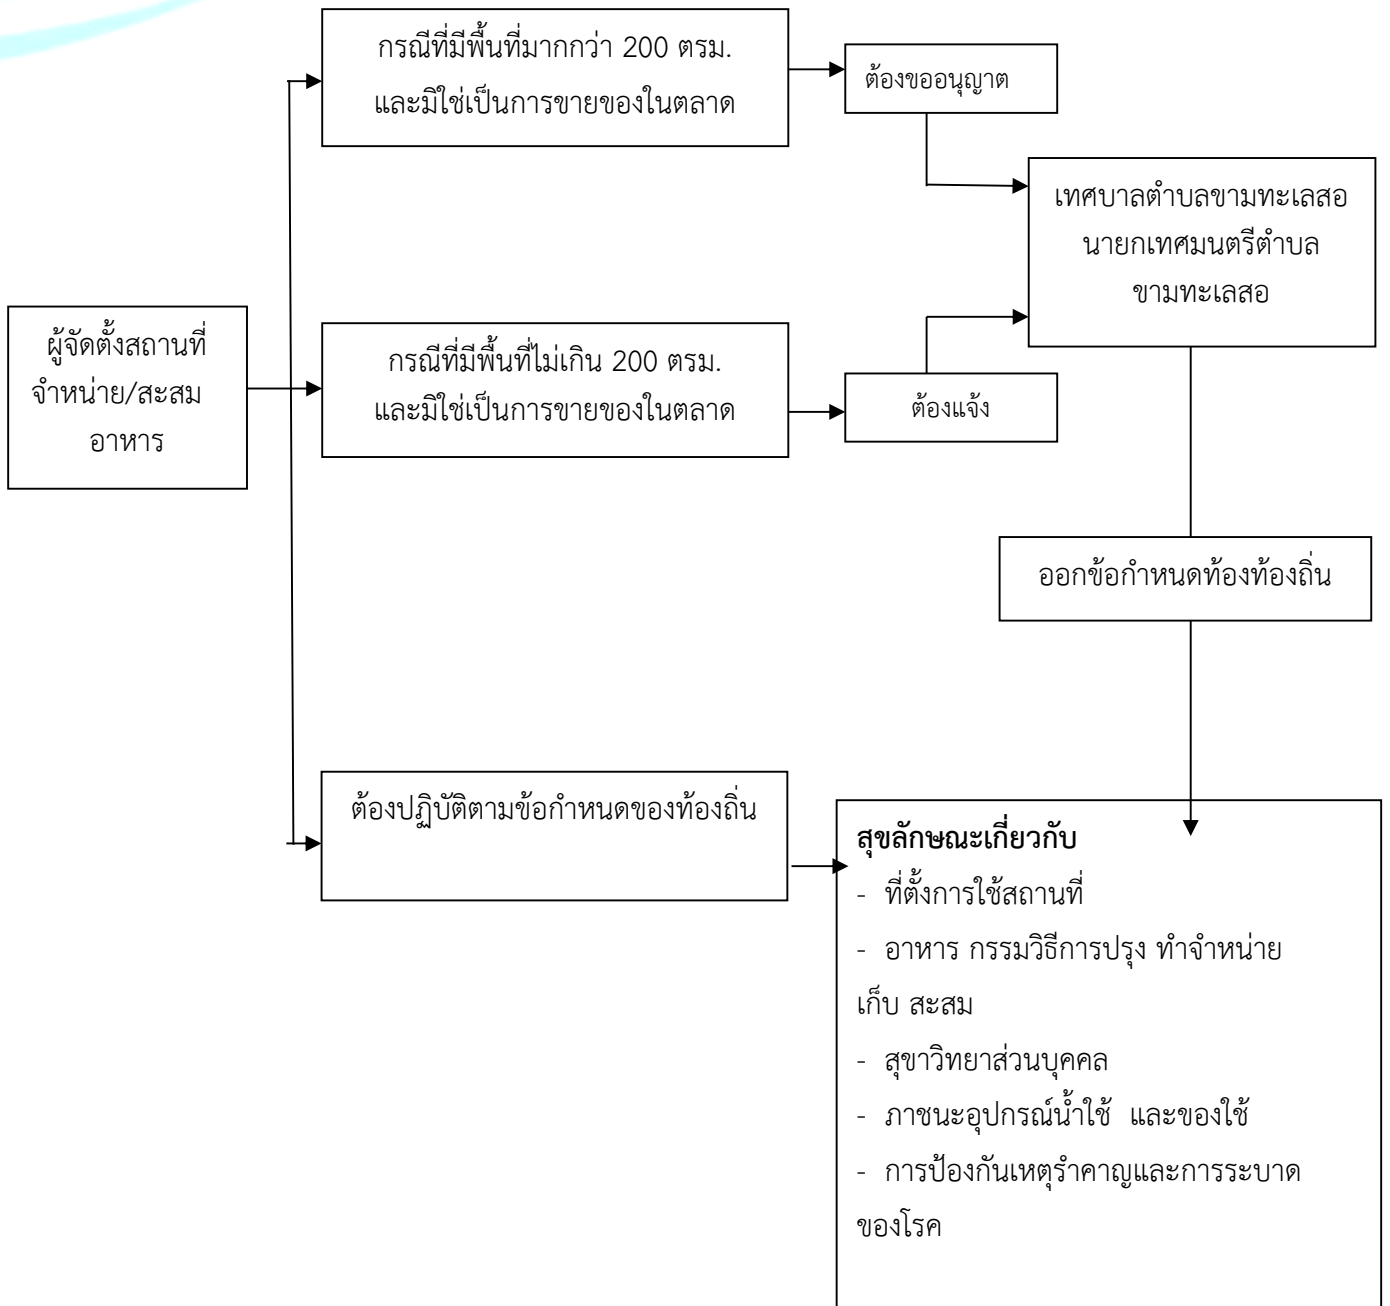 กรณีที่มีพื้นที่มากกว่า 200 ตรม.
และมิใช่เป็นการขายของในตลาด
ต้องขออนุญาต
เทศบาลตำบลขามทะเลสอ
นายกเทศมนตรีตำบล
ขามทะเลสอ
ผู้จัดตั้งสถานที่
จำหน่าย/สะสม
อาหาร
กรณีที่มีพื้นที่ไม่เกิน 200 ตรม.
และมิใช่เป็นการขายของในตลาด
ต้องแจ้ง
ออกข้อกำหนดท้องท้องถิ่น
ต้องปฏิบัติตามข้อกำหนดของท้องถิ่น
สุขลักษณะเกี่ยวกับ
- ที่ตั้งการใช้สถานที่
- อาหาร กรรมวิธีการปรุง ทำจำหน่าย
เก็บ สะสม
- สุขาวิทยาส่วนบุคคล
- ภาชนะอุปกรณ์น้ำใช้ และของใช้
- การป้องกันเหตุรำคาญและการระบาด
ของโรค